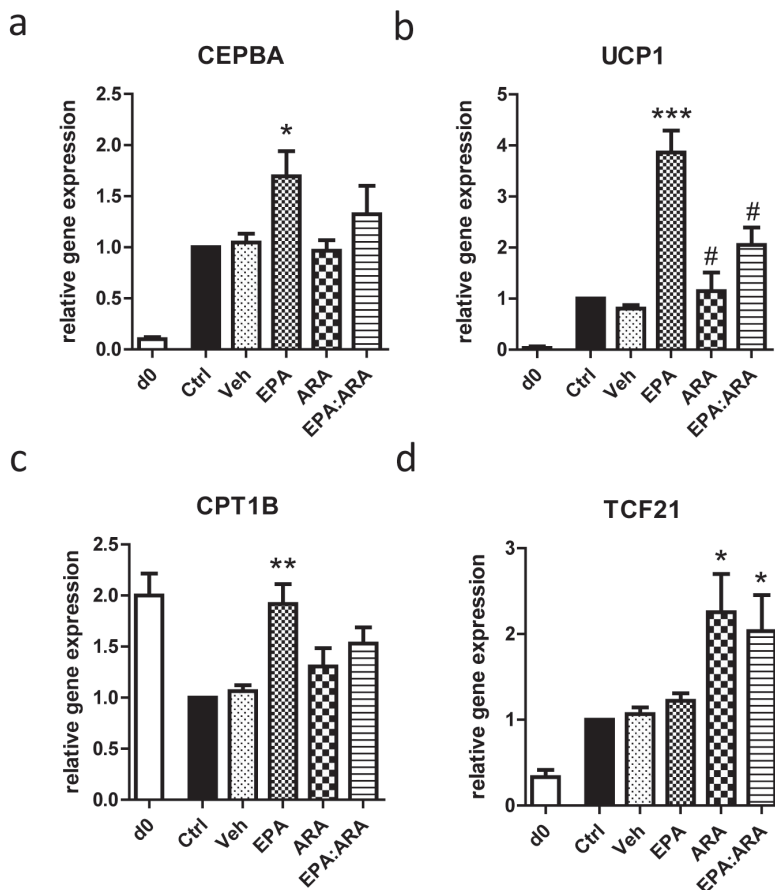 a
CEPBA
relative gene expression
2.5
2.0
1.5
1.0
0.5
0.0
*
d0
Ctrl
Veh
EPA
ARA
EPA:ARA
b
UCP1
relative gene expression
5
4
3
2
1
0
***
#
#
d0
Ctrl
Veh
EPA
ARA
EPA:ARA
c
CPT1B
relative gene expression
2.5
2.0
1.5
1.0
0.5
0.0
**
d0
Ctrl
Veh
EPA
ARA
EPA:ARA
d
TCF21
relative gene expression
3
2
1
0
*
*
d0
Ctrl
Veh
EPA
ARA
EPA:ARA